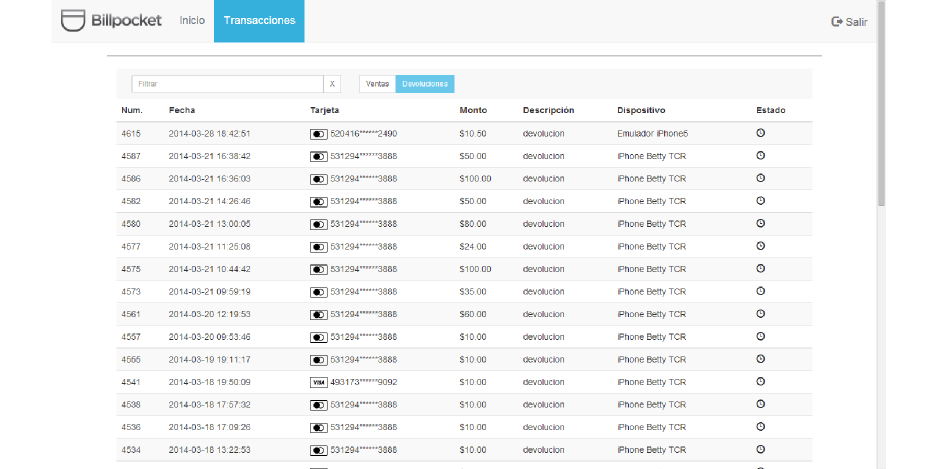 Billpocket Inicio Transacciones Salir
Filtrar X Ventas Devoluciones
Num. Fecha Tarjeta Monto Descripción Dispositivo Estado
4615 2014-03-28 18:42:51 520416******2490 $10.50 devolucion Emulador iPhone5
4587 2014-03-21 16:38:42 531294******3888 $50.00 devolucion iPhone Betty TCR
4586 2014-03-21 16:36:03 531294******3888 $100.00 devolucion iPhone Betty TCR
4582 2014-03-21 14:26:46 531294******3888 $50.00 devolucion iPhone Betty TCR
4580 2014-03-21 13:00:05 531294******3888 $80.00 devolucion iPhone Betty TCR
4577 2014-03-21 11:25:08 531294******3888 $24.00 devolucion iPhone Betty TCR
4575 2014-03-21 10:44:42 531294******3888 $100.00 devolucion iPhone Betty TCR
4573 2014-03-21 09:59:19 531294******3888 $35.00 devolucion iPhone Betty TCR
4561 2014-03-20 12:19:53 531294******3888 $60.00 devolucion iPhone Betty TCR
4557 2014-03-20 09:53:46 531294******3888 $10.00 devolucion iPhone Betty TCR
2014-03-19 19:11:17 531294******3888 $10.00 devolucion iPhone Betty TCR
4541 2014-03-18 19:50:09 VISA 493173******9092 $10.00 devolucion iPhone Betty TCR
4538 2014-03-18 17:57:32 531294******3888 $10.00 devolucion iPhone Betty TCR
4536 2014-03-18 17:09:26 531294******3888 $10.00 devolucion iPhone Betty TCR
4534 2014-03-18 13:22:53 531294******3888 $10.00 devolucion iPhone Betty TCR